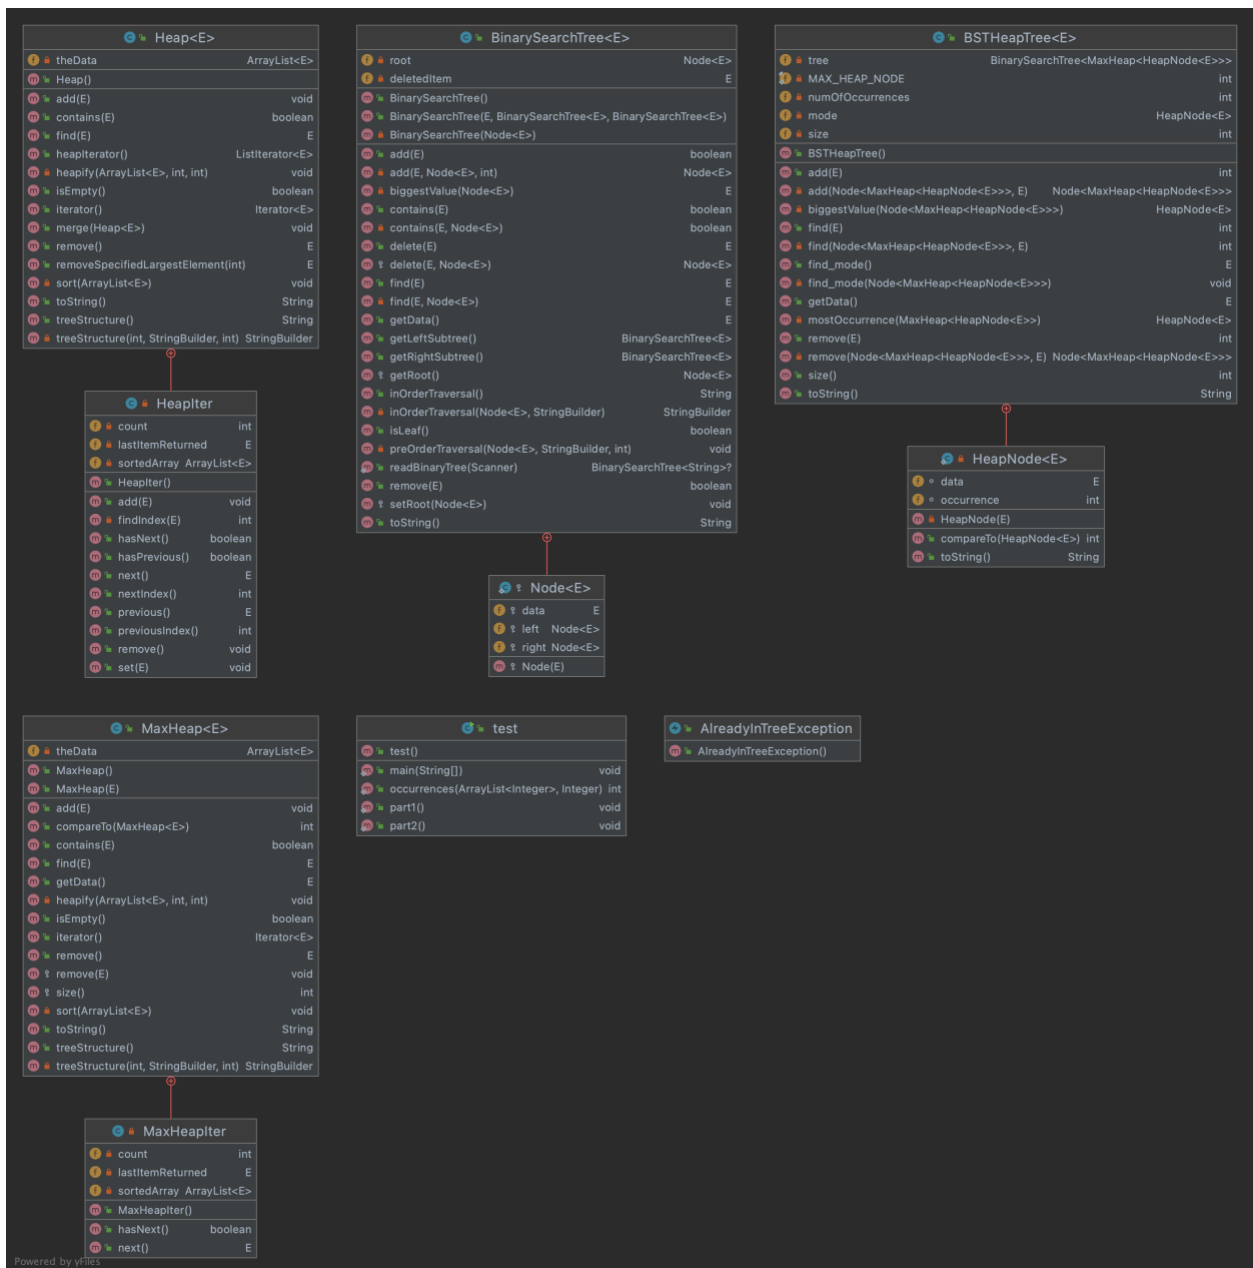 Heap<E>
theData ArrayList<E>
Heap()
add(E) void
contains(E) boolean
find(E) E
heapIterator() ListIterator<E>
heapify(ArrayList<E>, int, int) void
isEmpty() boolean
iterator() Iterator<E>
merge(Heap<E>) void
remove() E
removeSpecifiedLargestElement(int) E
sort(ArrayList<E>) void
toString() String
treeStructure() String
treeStructure(int, StringBuilder, int) StringBuilder
HeapIter
count int
lastItemReturned E
sortedArray ArrayList<E>
HeapIter()
add(E) void
findIndex(E) int
hasNext() boolean
hasPrevious() boolean
next() E
nextIndex() int
previous() E
previousIndex() int
remove() void
set(E) void
BinarySearchTree<E>
root Node<E>
deletedItem E
BinarySearchTree()
BinarySearchTree(E, BinarySearchTree<E>, BinarySearchTree<E>)
BinarySearchTree(Node<E>)
add(E) boolean
add(E, Node<E>, int) Node<E>
biggestValue(Node<E>) E
contains(E) boolean
contains(E, Node<E>) boolean
delete(E) E
delete(E, Node<E>) Node<E>
find(E) E
find(E, Node<E>) E
getData() E
getLeftSubtree() BinarySearchTree<E>
getRightSubtree() BinarySearchTree<E>
getRoot() Node<E>
inOrderTraversal() String
inOrderTraversal(Node<E>, StringBuilder) StringBuilder
isLeaf() boolean
preOrderTraversal(Node<E>, StringBuilder, int) void
readBinaryTree(Scanner) BinarySearchTree<String>?
remove(E) boolean
setRoot(Node<E>) void
toString() String
Node<E>
data E
left Node<E>
right Node<E>
Node(E)
BSTHeapTree<E>
tree BinarySearchTree<MaxHeap<HeapNode<E>>>
MAX_HEAP_NODE int
numOfOccurrences int
mode HeapNode<E>
size int
BSTHeapTree()
add(E) int
add(Node<MaxHeap<HeapNode<E>>>, E) Node<MaxHeap<HeapNode<E>>>
biggestValue(Node<MaxHeap<HeapNode<E>>>) HeapNode<E>
find(E) int
find(Node<MaxHeap<HeapNode<E>>>, E) int
find_mode() E
find_mode(Node<MaxHeap<HeapNode<E>>>) void
getData() E
mostOccurrence(MaxHeap<HeapNode<E>>) HeapNode<E>
remove(E) int
remove(Node<MaxHeap<HeapNode<E>>>, E) Node<MaxHeap<HeapNode<E>>>
size() int
toString() String
HeapNode<E>
data E
occurrence int
HeapNode(E)
compareTo(HeapNode<E>) int
toString() String
MaxHeap<E>
theData ArrayList<E>
MaxHeap()
MaxHeap(E)
add(E) void
compareTo(MaxHeap<E>) int
contains(E) boolean
find(E) E
getData() E
heapify(ArrayList<E>, int, int) void
isEmpty() boolean
iterator() Iterator<E>
remove() E
remove(E) void
size() int
sort(ArrayList<E>) void
toString() String
treeStructure() String
treeStructure(int, StringBuilder, int) StringBuilder
MaxHeapIter
count int
lastItemReturned E
sortedArray ArrayList<E>
MaxHeapIter()
hasNext() boolean
next() E
test
test()
main(String[]) void
occurrences(ArrayList<Integer>, Integer) int
part1() void
part2() void
AlreadyInTreeException
AlreadyInTreeException()
Powered by yFiles